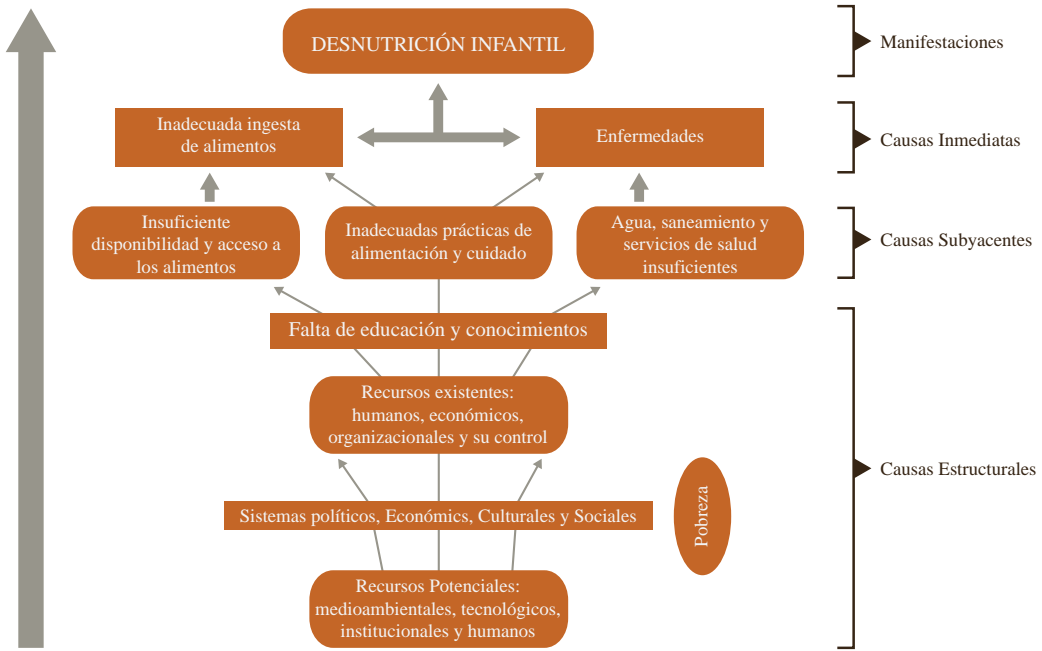 DESNUTRICIÓN INFANTIL
Manifestaciones
Inadecuada ingesta
de alimentos
Enfermedades
Causas Inmediatas
Insuficiente
disponibilidad y acceso a
los alimentos
Inadecuadas prácticas de
alimentación y cuidado
Agua, saneamiento y
servicios de salud
insuficientes
Causas Subyacentes
Falta de educación y conocimientos
Recursos existentes:
humanos, económicos,
organizacionales y su control
Causas Estructurales
Sistemas políticos, Económics, Culturales y Sociales
Pobreza
Recursos Potenciales:
medioambientales, tecnológicos,
institucionales y humanos